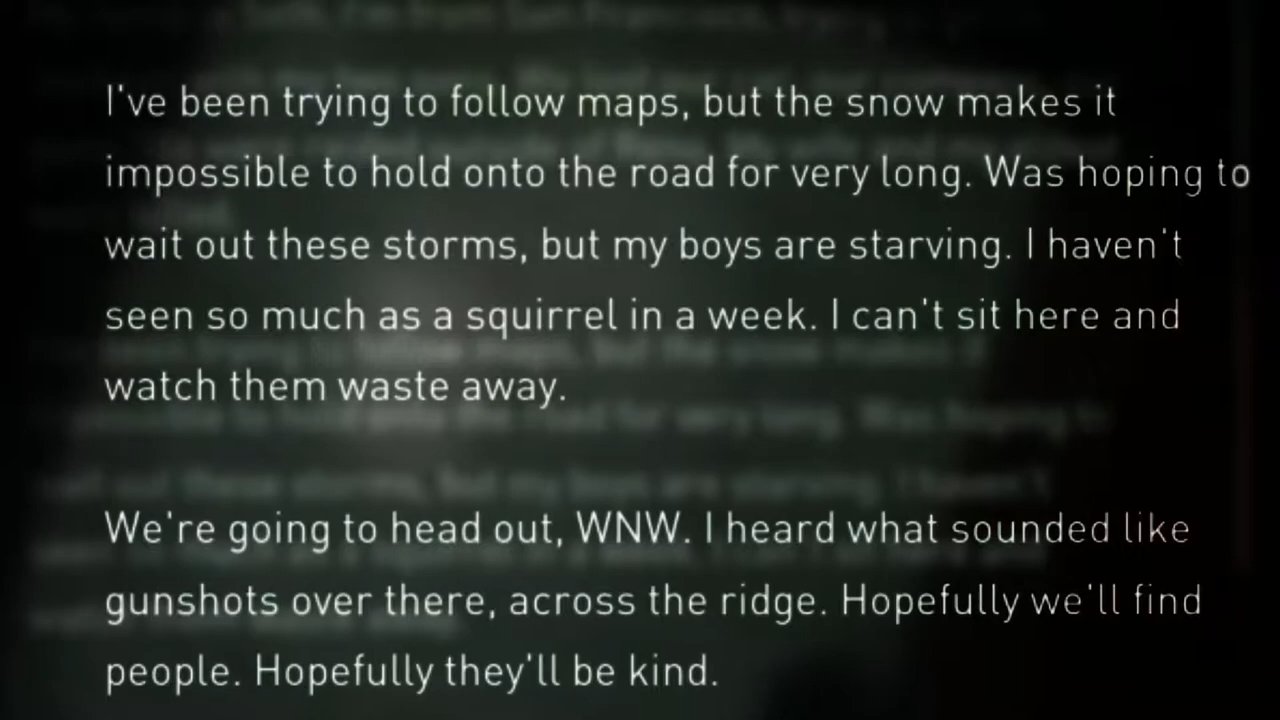 I've been trying to follow maps, but the snow makes it
impossible to hold onto the road for very long. Was hoping to
wait out these storms, but my boys are starving. I haven't
seen so much as a squirrel in a week. I can't sit here and
watch them waste away.
We're going to head out, WNW. I heard what sounded like
gunshots over there, across the ridge. Hopefully we'll find
people. Hopefully they'll be kind.